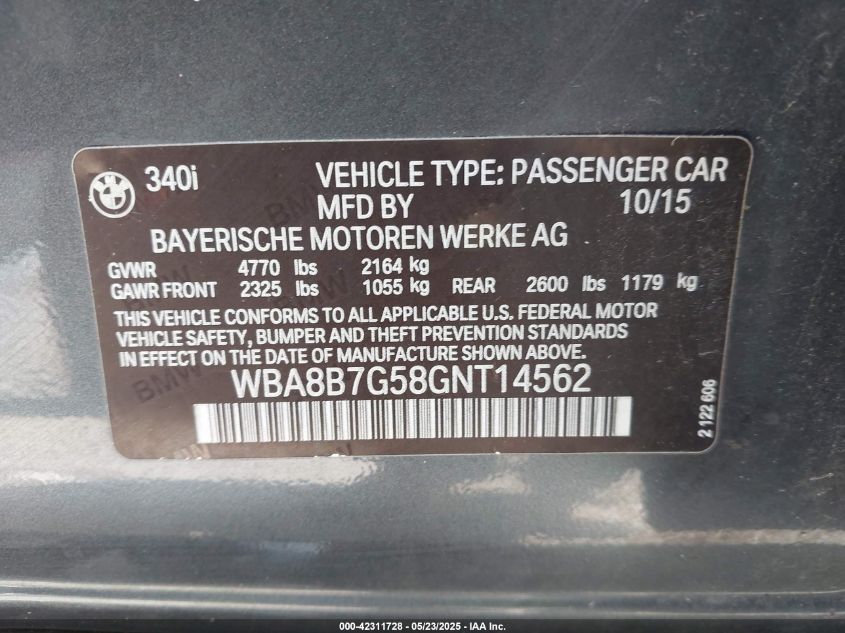 340i VEHICLE TYPE: PASSENGER CAR
MFD BY 10/15
BAYERISCHE MOTOREN WERKE AG
GVWR 4770 lbs 2164 kg
GAWR FRONT 2325 lbs 1055 kg REAR 2600 lbs 1179 kg
THIS VEHICLE CONFORMS TO ALL APPLICABLE U.S. FEDERAL MOTOR
VEHICLE SAFETY, BUMPER AND THEFT PREVENTION STANDARDS
IN EFFECT ON THE DATE OF MANUFACTURE SHOWN ABOVE.
WBA8B7G58GNT14562
2 122 606
000-42311728 - 05/23/2025 - IAA Inc.